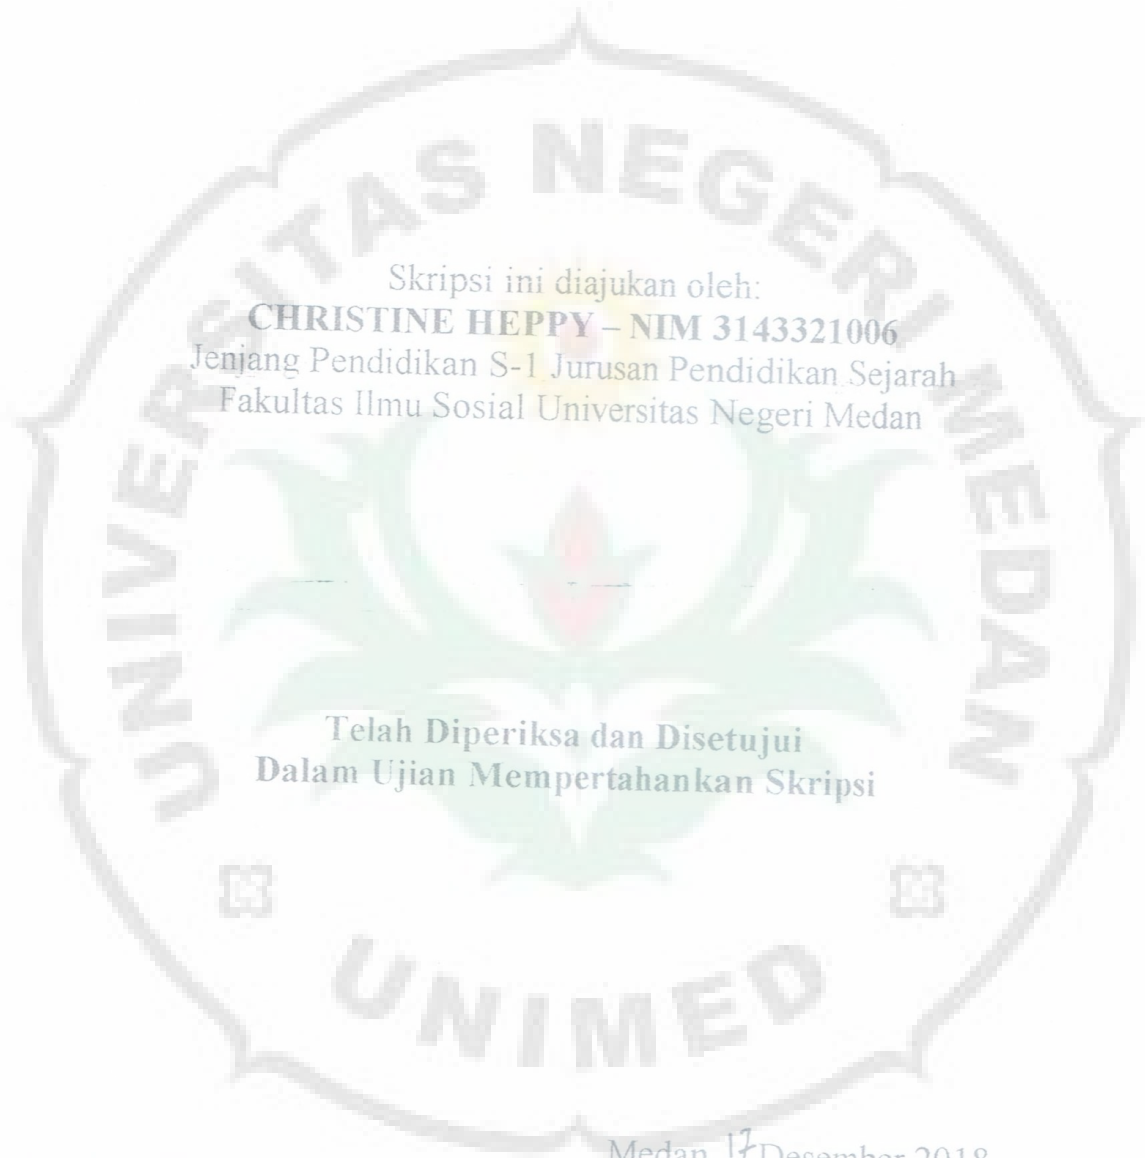 UNIVERSITAS NEGERI MEDAN
Skripsi ini diajukan oleh:
CHRISTINE HEPPY – NIM 3143321006
Jenjang Pendidikan S-1 Jurusan Pendidikan Sejarah
Fakultas Ilmu Sosial Universitas Negeri Medan
Telah Diperiksa dan Disetujui
Dalam Ujian Mempertahankan Skripsi
UNIMED
Medan, 17 Desember 2018